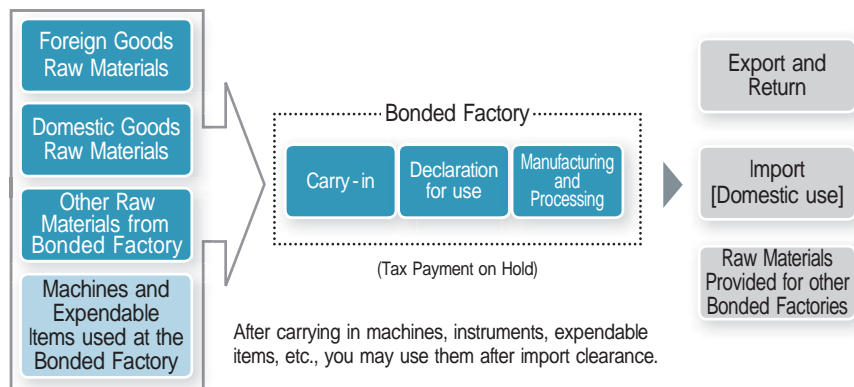 Foreign Goods
Raw Materials
Domestic Goods
Raw Materials
Other Raw
Materials from
Bonded Factory
Machines and
Expendable
Items used at the
Bonded Factory
Bonded Factory
Carry-in
Declaration
for use
Manufacturing
and
Processing
(Tax Payment on Hold)
After carrying in machines, instruments, expendable
items, etc., you may use them after import clearance.
Export and
Return
Import
[Domestic use]
Raw Materials
Provided for other
Bonded Factories